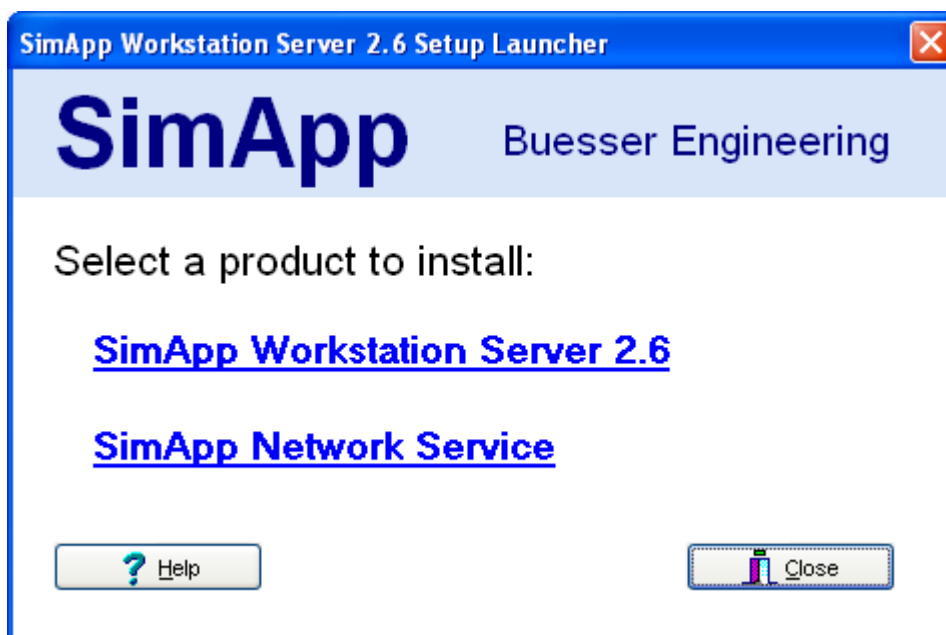 SimApp Workstation Server 2.6 Setup Launcher
SimApp
Buesser Engineering
Select a product to install:
SimApp Workstation Server 2.6
SimApp Network Service
? Help
Close